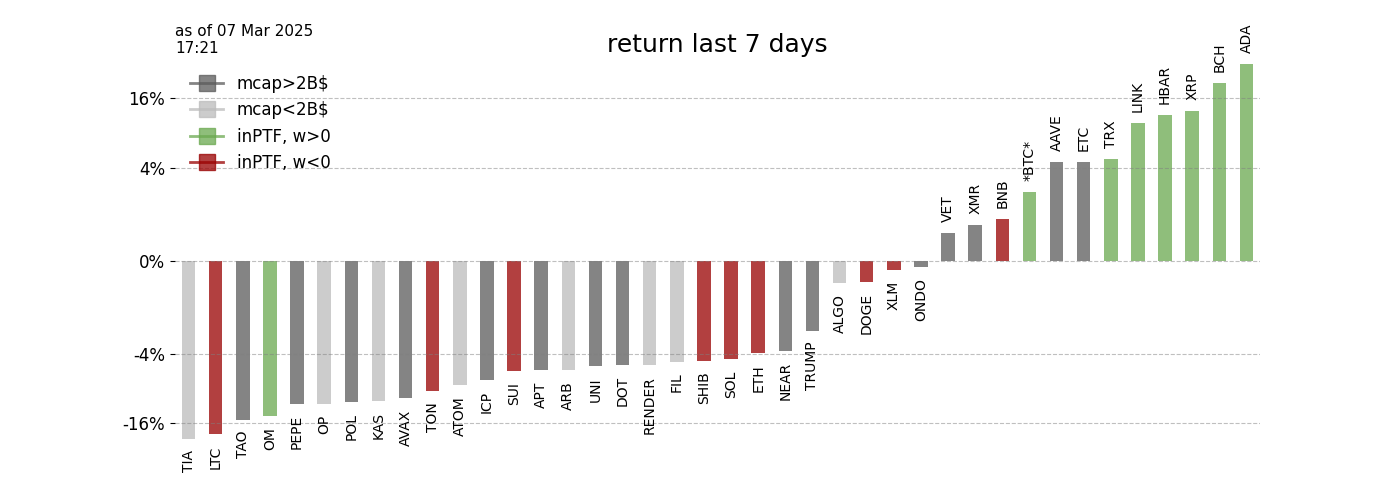 as of 07 Mar 2025
17:21
return last 7 days
mcap>2B$
mcap<2B$
inPTF, w>0
inPTF, w<0
16%
4%
0%
-4%
-16%
TIA
LTC
TAO
OM
PEPE
OP
POL
KAS
AVAX
TON
ATOM
ICP
SUI
APT
ARB
UNI
DOT
RENDER
FIL
SHIB
SOL
ETH
NEAR
TRUMP
ALGO
DOGE
XLM
ONDO
VET
XMR
BNB
*BTC*
AAVE
ETC
TRX
LINK
HBAR
XRP
BCH
ADA